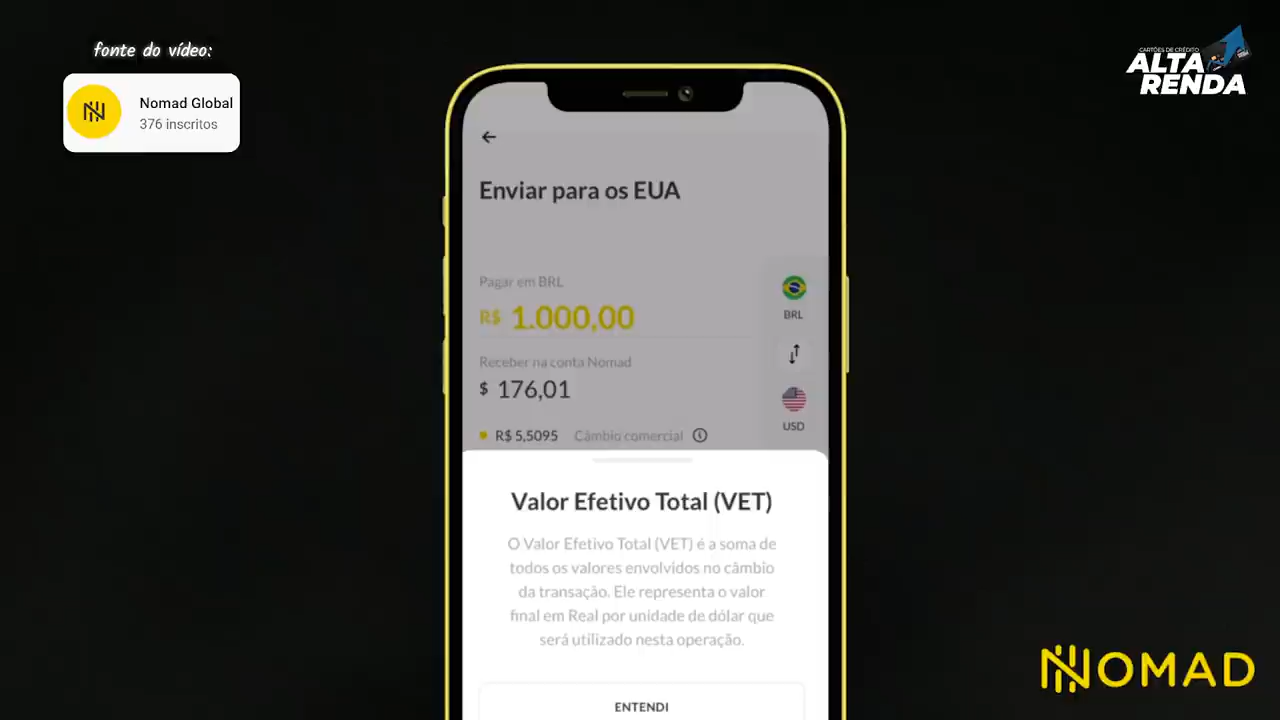 fonte do vídeo:
Nomad Global
376 inscritos
CARTÕES DE CRÉDITO
ALTA
RENDA
Enviar para os EUA
Pagar em BRL
R$ 1.000,00
BRL
Receber na conta Nomad
$ 176,01
USD
R$ 5,5095 Câmbio comercial
Valor Efetivo Total (VET)
O Valor Efetivo Total (VET) é a soma de
todos os valores envolvidos no câmbio
da transação. Ele representa o valor
final em Real por unidade de dólar que
será utilizado nesta operação.
ENTENDI
NOMAD